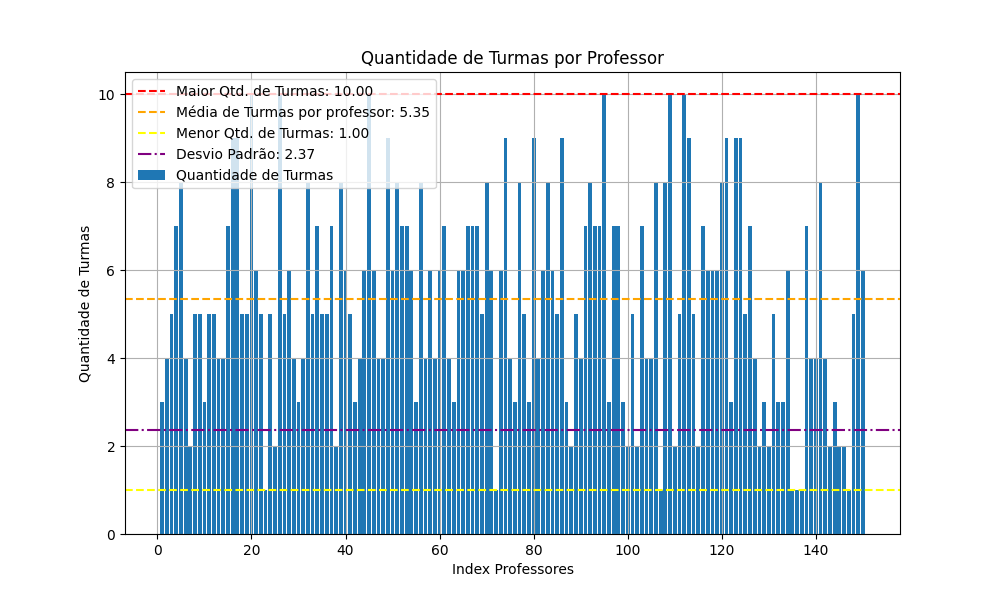 Quantidade de Turmas por Professor
Maior Qtd. de Turmas: 10.00
Média de Turmas por professor: 5.35
Menor Qtd. de Turmas: 1.00
Desvio Padrão: 2.37
Quantidade de Turmas
Quantidade de Turmas
10
8
6
4
2
0
0 20 40 60 80 100 120 140
Index Professores